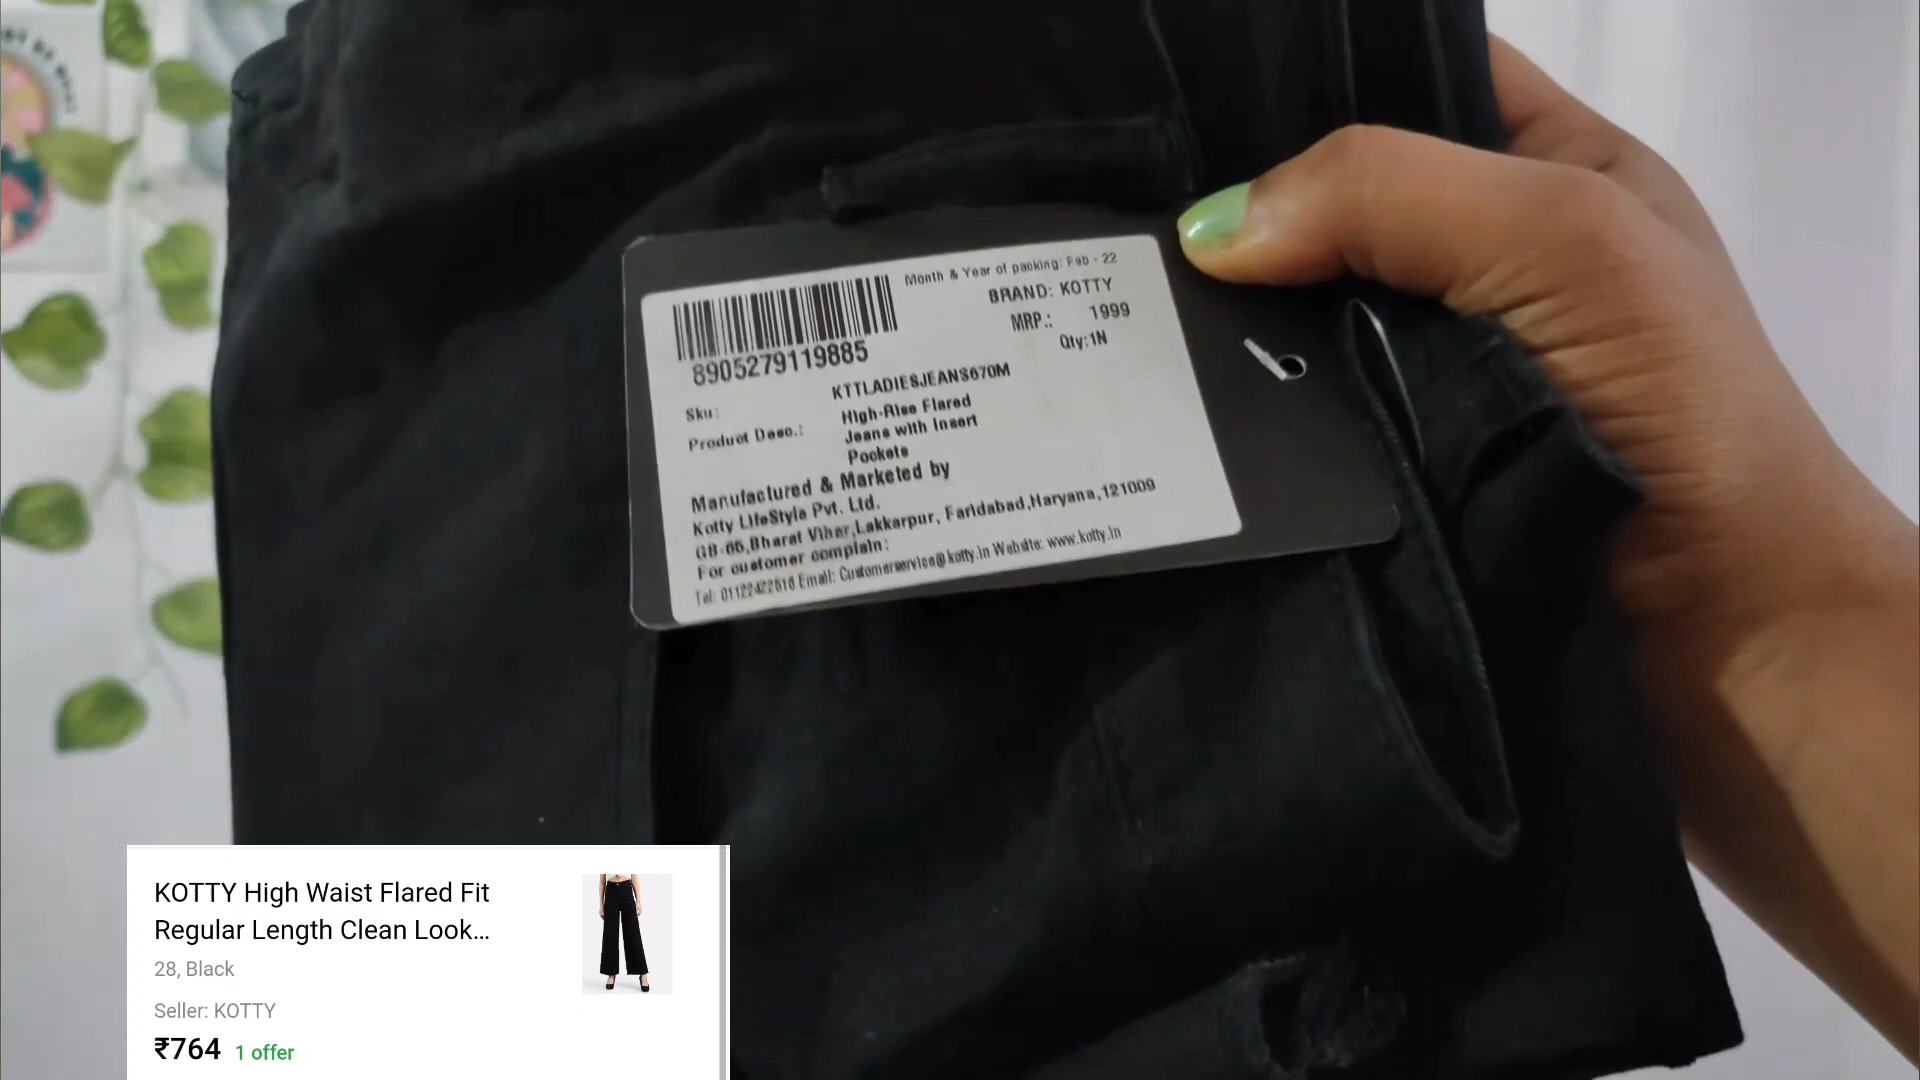 Month & Year of packing: Feb - 22
BRAND: KOTTY
MRP.: 1999
Qty:1N
8905279119885
Sku: KTTLADIESJEANS670M
Product Desc.: High-Rise Flared
Jeans with Insert
Pockets
Manufactured & Marketed by
Kotty LifeStyle Pvt. Ltd.
GB-65,Bharat Vihar,Lakkarpur, Faridabad,Haryana,121009
For customer complain:
Tel: 01122422516 Email: Customerservice@kotty.in Website: www.kotty.in
KOTTY High Waist Flared Fit
Regular Length Clean Look...
28, Black
Seller: KOTTY
₹764 1 offer